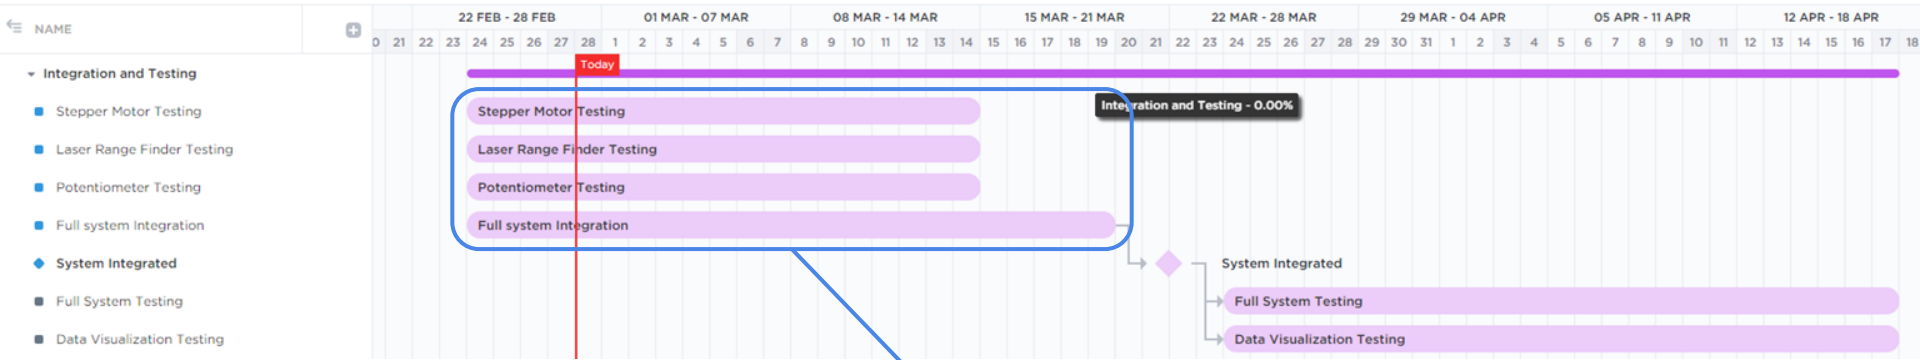 22 FEB - 28 FEB 01 MAR - 07 MAR 08 MAR - 14 MAR 15 MAR - 21 MAR 22 MAR - 28 MAR 29 MAR - 04 APR 05 APR - 11 APR 12 APR - 18 APR
NAME
0 21 22 23 24 25 26 27 28 1 2 3 4 5 6 7 8 9 10 11 12 13 14 15 16 17 18 19 20 21 22 23 24 25 26 27 28 29 30 31 1 2 3 4 5 6 7 8 9 10 11 12 13 14 15 16 17 18
Today
Integration and Testing
Stepper Motor Testing Stepper Motor Testing Integration and Testing - 0.00%
Laser Range Finder Testing Laser Range Finder Testing
Potentiometer Testing Potentiometer Testing
Full system Integration Full system Integration
System Integrated System Integrated
Full System Testing Full System Testing
Data Visualization Testing Data Visualization Testing